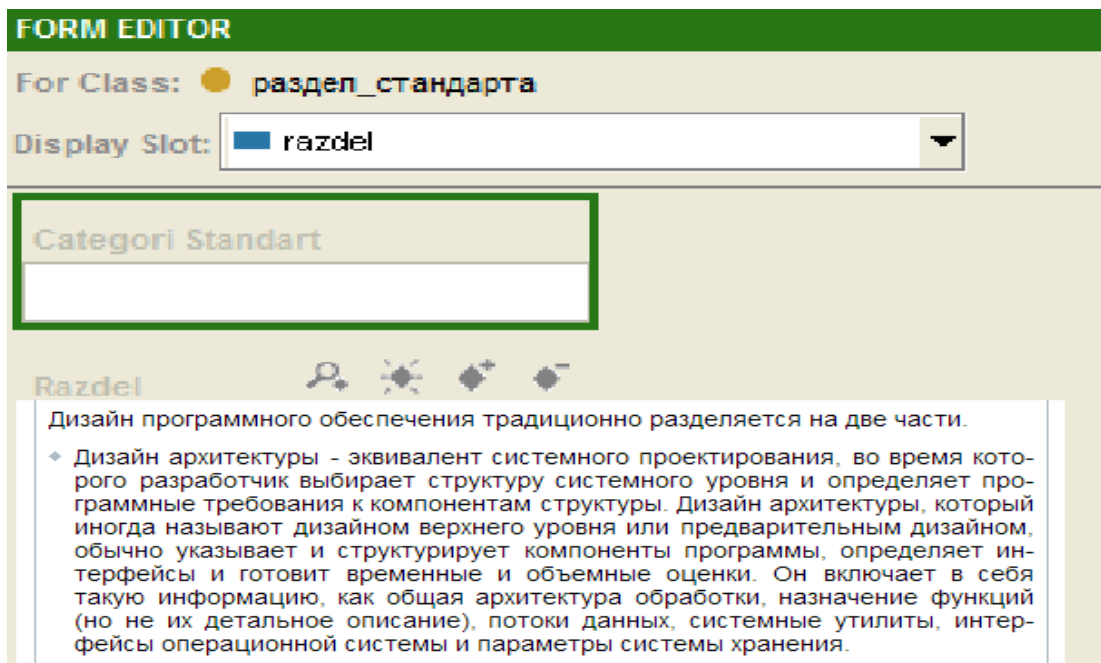 FORM EDITOR
For Class: раздел_стандарта
Display Slot: razdel
Categori Standart
Razdel
Дизайн программного обеспечения традиционно разделяется на две части.
Дизайн архитектуры - эквивалент системного проектирования, во время кото-
рого разработчик выбирает структуру системного уровня и определяет про-
граммные требования к компонентам структуры. Дизайн архитектуры, который
иногда называют дизайном верхнего уровня или предварительным дизайном,
обычно указывает и структурирует компоненты программы, определяет ин-
терфейсы и готовит временные и объемные оценки. Он включает в себя
такую информацию, как общая архитектура обработки, назначение функций
(но не их детальное описание), потоки данных, системные утилиты, интер-
фейсы операционной системы и параметры системы хранения.